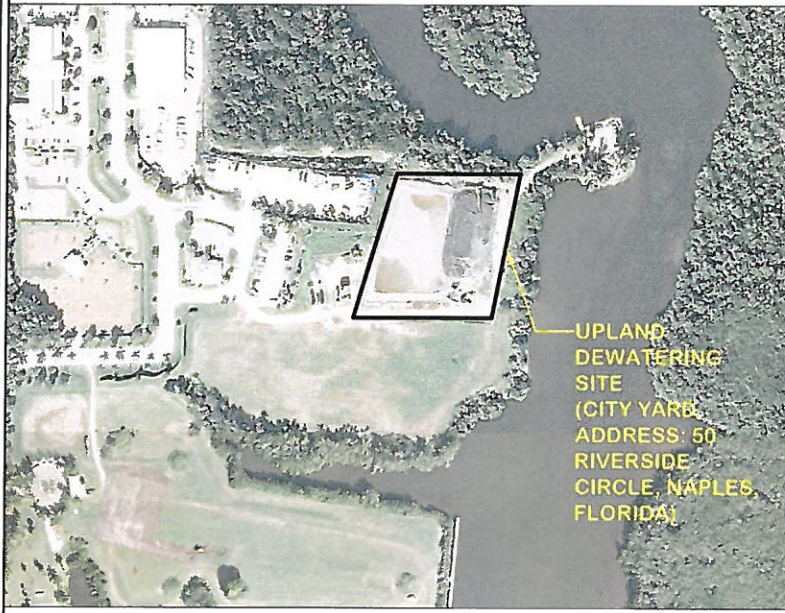 UPLAND
DEWATERING
SITE
(CITY YARD,
ADDRESS: 50
RIVERSIDE
CIRCLE, NAPLES,
FLORIDA)